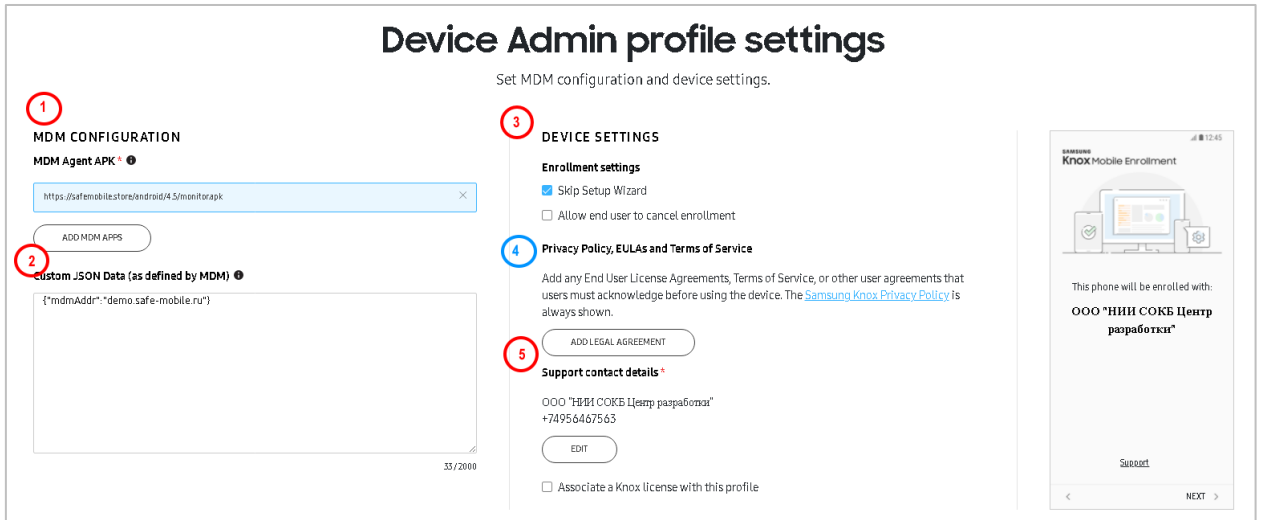 Device Admin profile settings
Set MDM configuration and device settings.
1
MDM CONFIGURATION
MDM Agent APK *
https://safemobile.store/android/4.5/monitor.apk
ADD MDM APPS
2
Custom JSON Data (as defined by MDM)
{"mdmAddr":"demo.safe-mobile.ru"}
33/2000
3
DEVICE SETTINGS
Enrollment settings
Skip Setup Wizard
Allow end user to cancel enrollment
4
Privacy Policy, EULAs and Terms of Service
Add any End User License Agreements, Terms of Service, or other user agreements that
users must acknowledge before using the device. The Samsung Knox Privacy Policy is
always shown.
ADD LEGAL AGREEMENT
5
Support contact details *
ООО "НИИ СОКБ Центр разработки"
+74956467563
EDIT
Associate a Knox license with this profile
12:45
SAMSUNG
Knox Mobile Enrollment
This phone will be enrolled with:
ООО "НИИ СОКБ Центр
разработки"
Support
< NEXT >